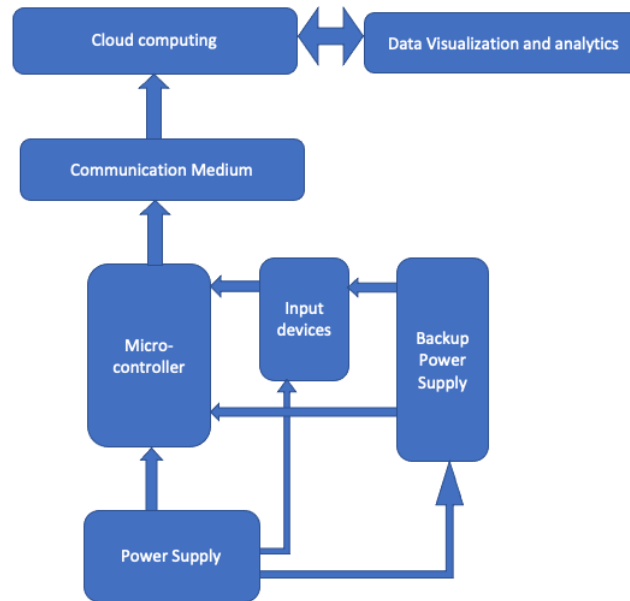 Cloud computing
Data Visualization and analytics
Communication Medium
Micro-
controller
Input
devices
Backup
Power
Supply
Power Supply